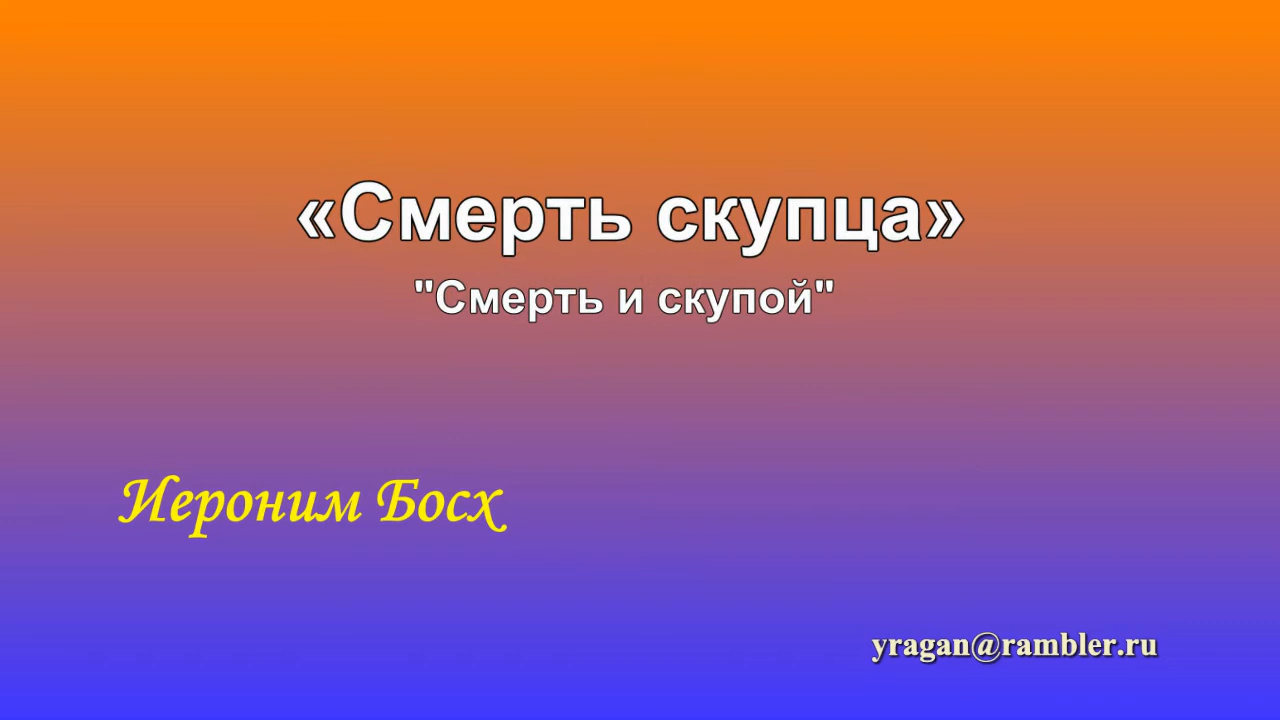 «Смерть скупца»
"Смерть и скупой"
Иероним Босх
yragan@rambler.ru